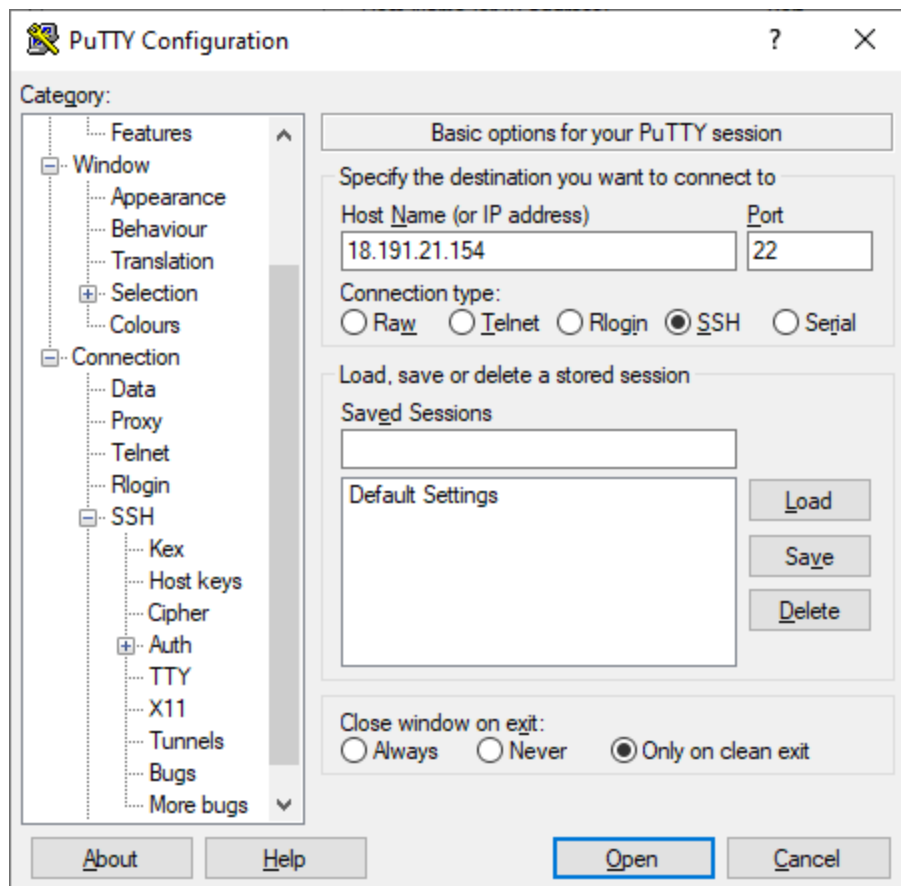 PuTTY Configuration
?
Category:
Features
Window
Appearance
Behaviour
Translation
Selection
Colours
Connection
Data
Proxy
Telnet
Rlogin
SSH
Kex
Host keys
Cipher
Auth
TTY
X11
Tunnels
Bugs
More bugs
Basic options for your PuTTY session
Specify the destination you want to connect to
Host Name (or IP address) Port
18.191.21.154 22
Connection type:
Raw Telnet Rlogin SSH Serial
Load, save or delete a stored session
Saved Sessions
Default Settings
Load
Save
Delete
Close window on exit:
Always Never Only on clean exit
About Help Open Cancel